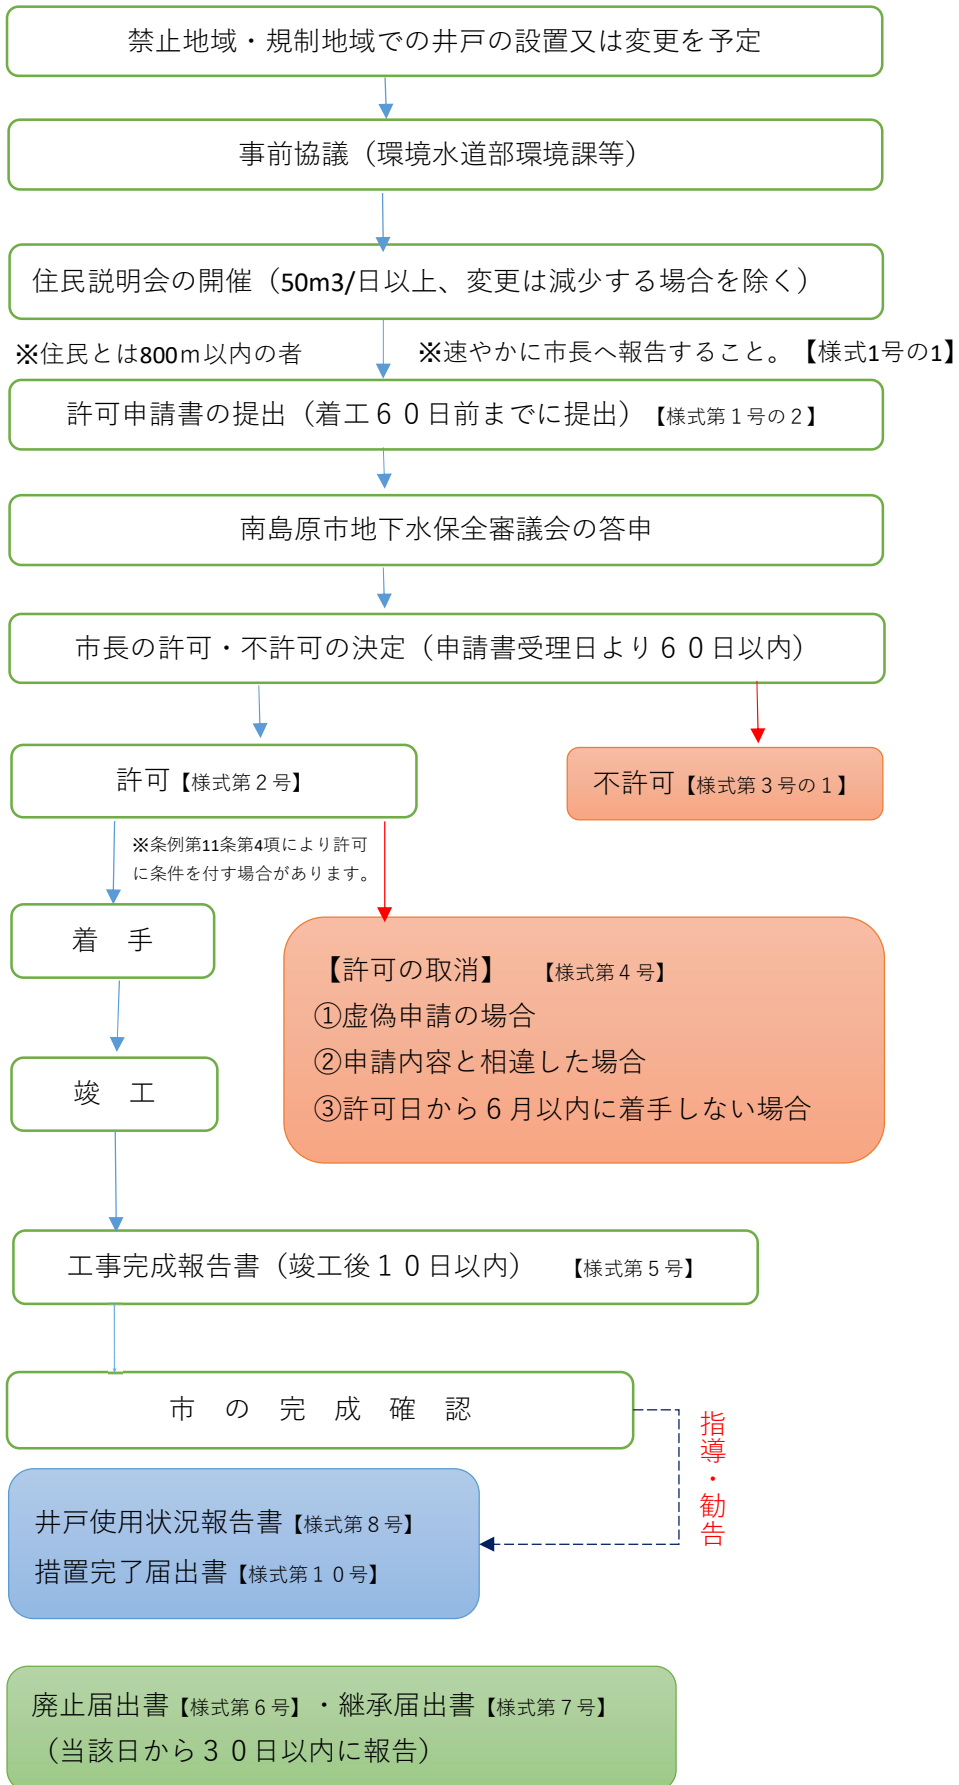 禁止地域・規制地域での井戸の設置又は変更を予定
事前協議（環境水道部環境課等）
住民説明会の開催（50m3/日以上、変更は減少する場合を除く）
※住民とは800ｍ以内の者
※速やかに市長へ報告すること。【様式1号の1】
許可申請書の提出（着工６０日前までに提出）【様式第１号の２】
南島原市地下水保全審議会の答申
市長の許可・不許可の決定（申請書受理日より６０日以内）
許可【様式第２号】
不許可【様式第３号の１】
※条例第11条第4項により許可
に条件を付す場合があります。
着　手
【許可の取消】　【様式第４号】
①虚偽申請の場合
②申請内容と相違した場合
③許可日から６月以内に着手しない場合
竣　工
工事完成報告書（竣工後１０日以内）　【様式第５号】
市　の　完　成　確　認
指導・勧告
井戸使用状況報告書【様式第８号】
措置完了届出書【様式第１０号】
廃止届出書【様式第６号】・継承届出書【様式第７号】
（当該日から３０日以内に報告）